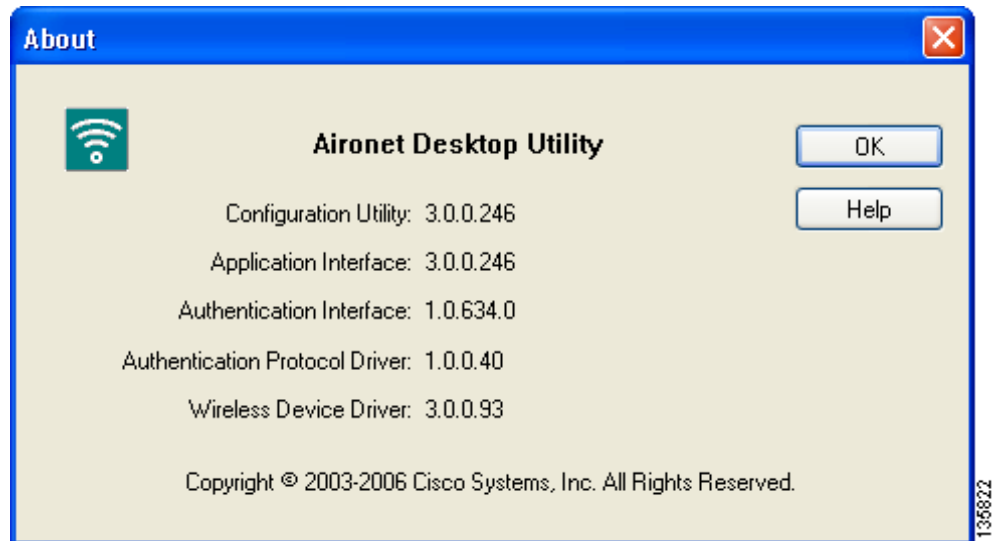 About
Aironet Desktop Utility
OK
Configuration Utility: 3.0.0.246
Help
Application Interface: 3.0.0.246
Authentication Interface: 1.0.634.0
Authentication Protocol Driver: 1.0.0.40
Wireless Device Driver: 3.0.0.93
Copyright © 2003-2006 Cisco Systems, Inc. All Rights Reserved.
135822